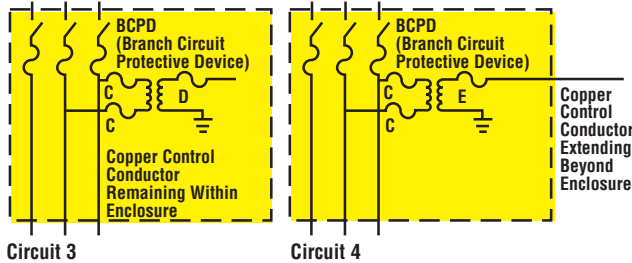 BCPD
(Branch Circuit
Protective Device)
C
D
C
Copper Control
Conductor
Remaining Within
Enclosure
Circuit 3
BCPD
(Branch Circuit
Protective Device)
C
E
C
Copper
Control
Conductor
Extending
Beyond
Enclosure
Circuit 4